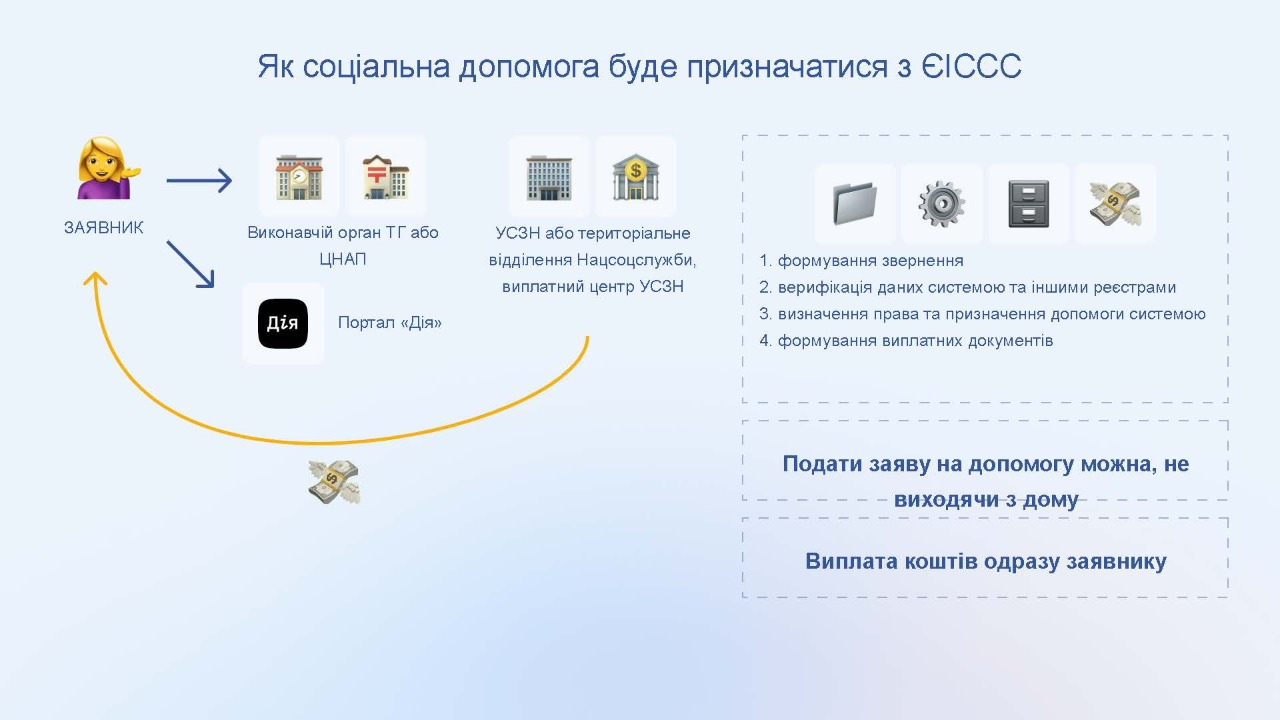 Як соціальна допомога буде призначатися з ЄІССС
ЗАЯВНИК
Виконавчій орган ТГ або
ЦНАП
Дія
Портал «Дія»
УСЗН або територіальне
відділення Нацсоцслужби,
виплатний центр УСЗН
1. формування звернення
2. верифікація даних системою та іншими реєстрами
3. визначення права та призначення допомоги системою
4. формування виплатних документів
Подати заяву на допомогу можна, не
виходячи з дому
Виплата коштів одразу заявнику